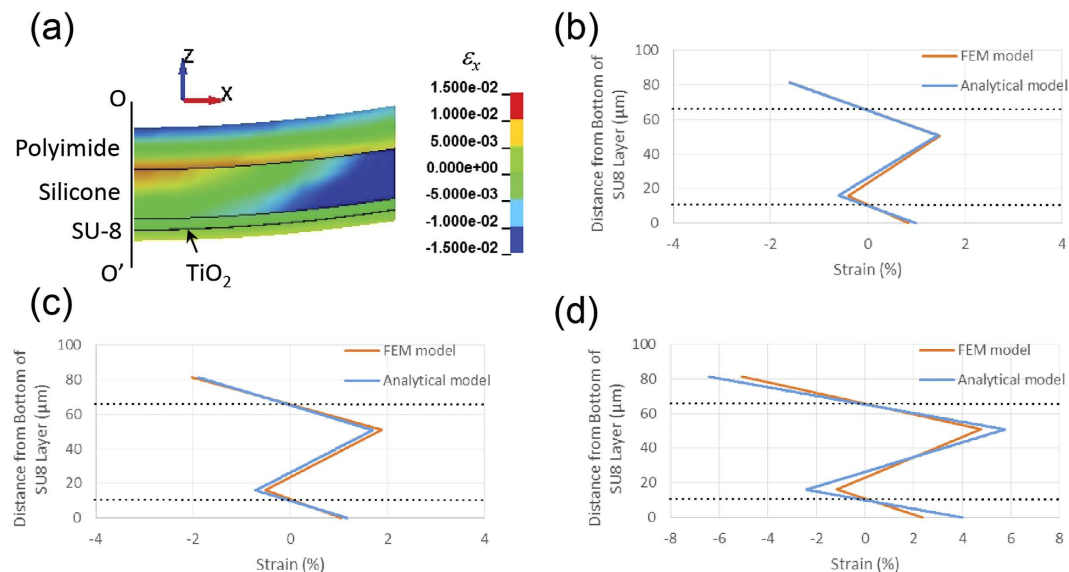 (a)
Z
X
O
Polyimide
Silicone
SU-8
O'
TiO2
εx
1.500e-02
1.000e-02
5.000e-03
0.000e+00
-5.000e-03
-1.000e-02
-1.500e-02
(b)
Distance from Bottom of
SU8 Layer (μm)
100
80
60
40
20
0
-4
-2
0
2
4
Strain (%)
FEM model
Analytical model
(c)
Distance from Bottom of
SU8 Layer (μm)
100
80
60
40
20
0
-4
-2
0
2
4
Strain (%)
FEM model
Analytical model
(d)
Distance from Bottom of
SU8 Layer (μm)
100
80
60
40
20
0
-8
-6
-4
-2
0
2
4
6
8
Strain (%)
FEM model
Analytical model